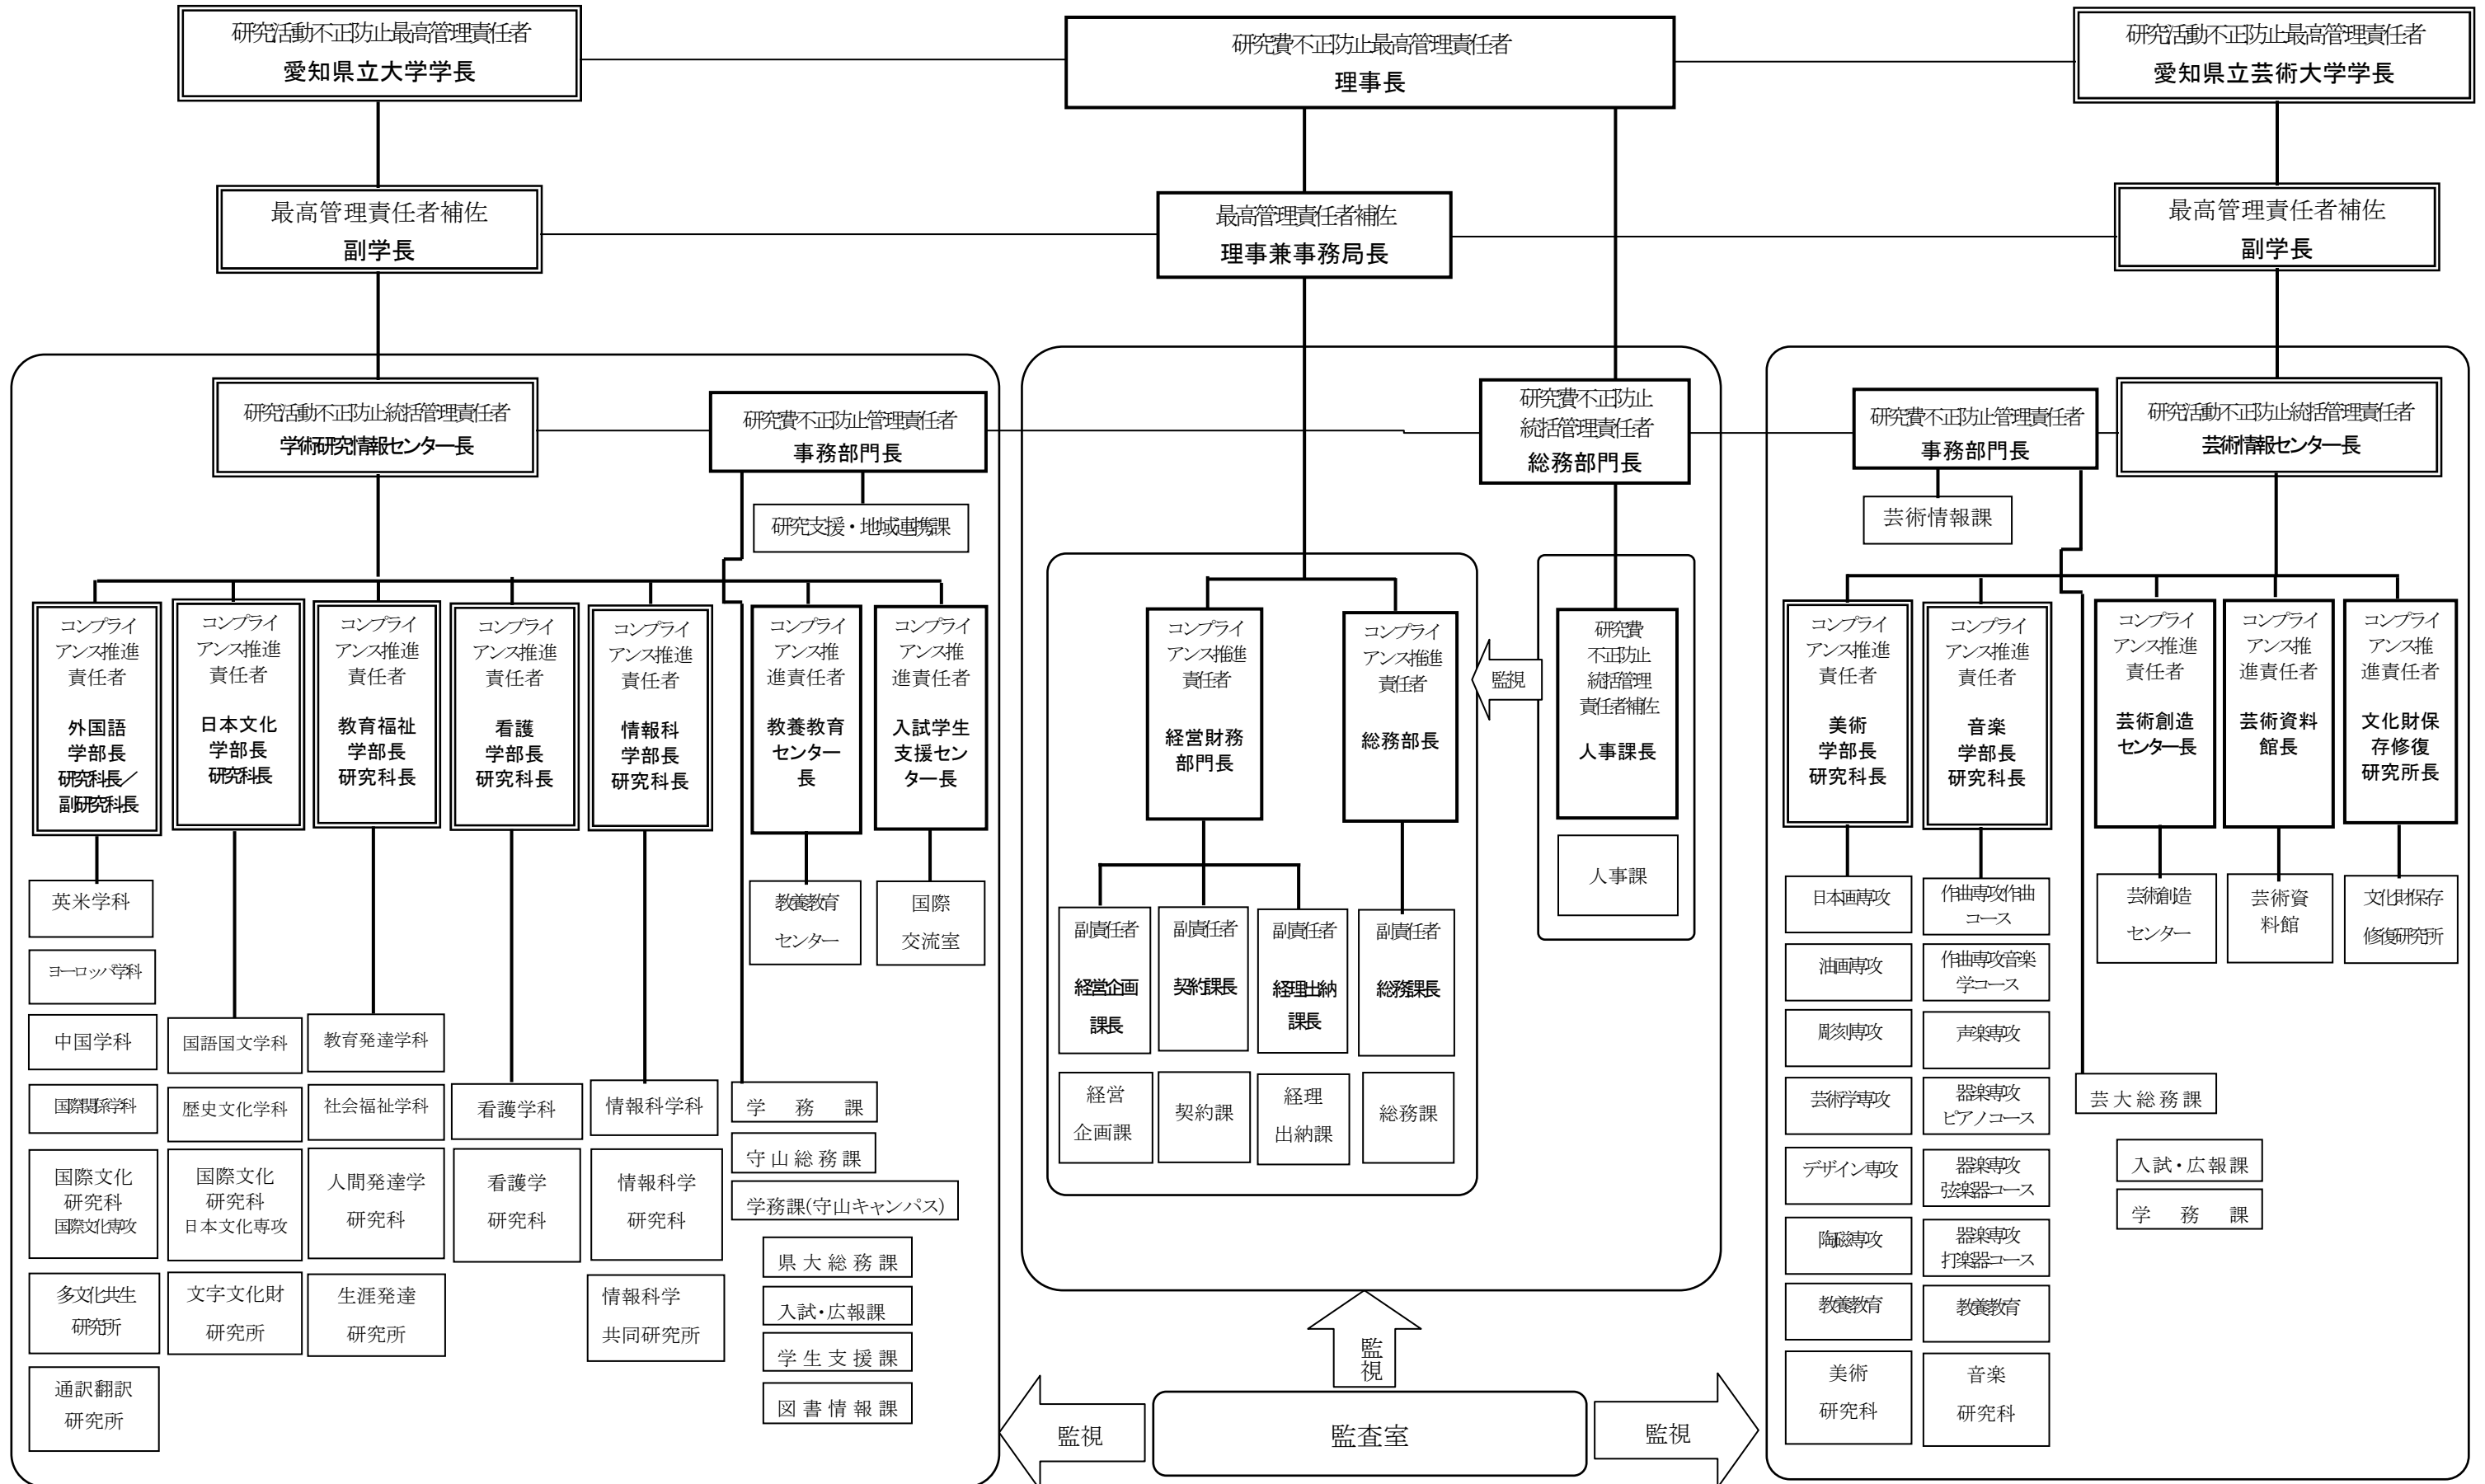 研究活動不正防止最高管理責任者
愛知県立大学学長
研究費不正防止最高管理責任者
理事長
研究活動不正防止最高管理責任者
愛知県立芸術大学学長
最高管理責任者補佐
副学長
最高管理責任者補佐
理事兼事務局長
最高管理責任者補佐
副学長
研究活動不正防止統括管理責任者
学術研究情報センター長
研究費不正防止管理責任者
事務部門長
研究支援・地域連携課
研究費不正防止
統括管理責任者
総務部門長
研究費不正防止管理責任者
事務部門長
芸術情報課
研究活動不正防止統括管理責任者
芸術情報センター長
コンプライ
アンス推進
責任者
外国語
学部長
研究科長／
副研究科長
コンプライ
アンス推進
責任者
日本文化
学部長
研究科長
コンプライ
アンス推進
責任者
教育福祉
学部長
研究科長
コンプライ
アンス推進
責任者
看護
学部長
研究科長
コンプライ
アンス推進
責任者
情報科
学部長
研究科長
コンプライ
アンス推
進責任者
教養教育
センター
長
コンプライ
アンス推
進責任者
入試学生
支援セン
ター長
コンプライ
アンス推進
責任者
経営財務
部門長
コンプライ
アンス推進
責任者
総務部長
監視
研究費
不正防止
統括管理
責任者補佐
人事課長
人事課
コンプライ
アンス推進
責任者
美術
学部長
研究科長
コンプライ
アンス推進
責任者
音楽
学部長
研究科長
コンプライ
アンス推進
責任者
芸術創造
センター長
コンプライ
アンス推
進責任者
芸術資料
館長
コンプライ
アンス推
進責任者
文化財保
存修復
研究所長
英米学科
ヨーロッパ学科
中国学科
国際関係学科
国際文化
研究科
国際文化専攻
多文化共生
研究所
通訳翻訳
研究所
国語国文学科
歴史文化学科
国際文化
研究科
日本文化専攻
文字文化財
研究所
教育発達学科
社会福祉学科
人間発達学
研究科
生涯発達
研究所
看護学科
看護学
研究科
情報科学科
情報科学
研究科
情報科学
共同研究所
教養教育
センター
国際
交流室
学　務　課
守山総務課
学務課(守山キャンパス)
県大総務課
入試・広報課
学生支援課
図書情報課
副責任者
経営企画
課長
副責任者
契約課長
副責任者
経理出納
課長
副責任者
総務課長
経営
企画課
契約課
経理
出納課
総務課
日本画専攻
油画専攻
彫刻専攻
芸術学専攻
デザイン専攻
陶磁専攻
教養教育
美術
研究科
作曲専攻作曲
コース
作曲専攻音楽
学コース
声楽専攻
器楽専攻
ピアノコース
器楽専攻
弦楽器コース
器楽専攻
打楽器コース
教養教育
音楽
研究科
芸術創造
センター
芸術資
料館
文化財保存
修復研究所
芸大総務課
入試・広報課
学　務　課
監視
監視
監査室
監視